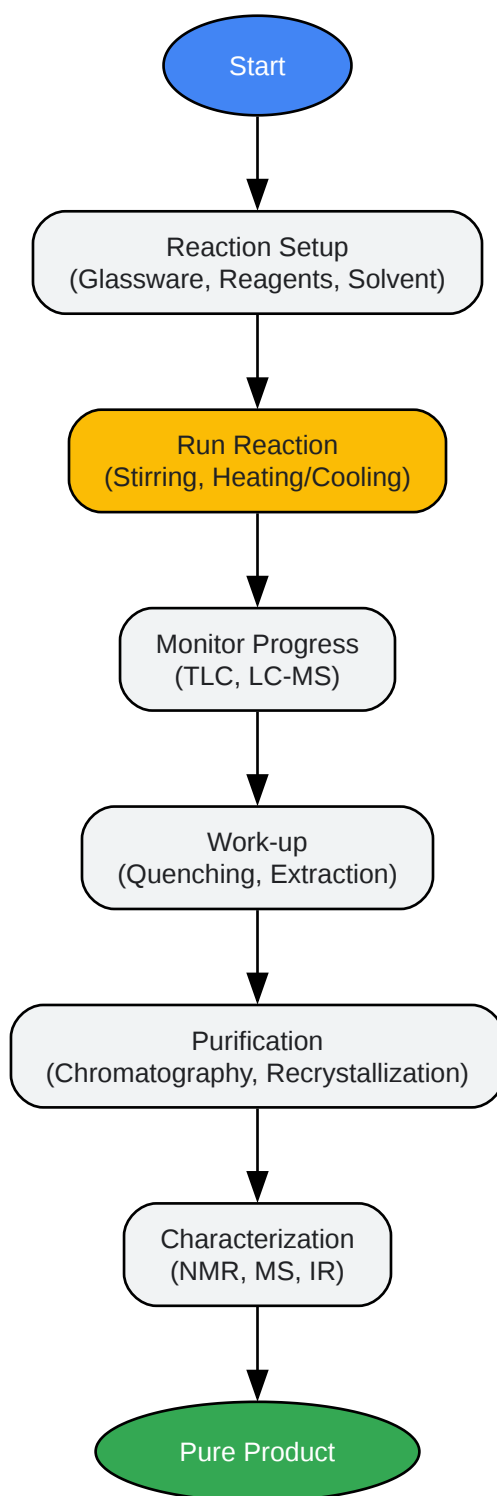 Start
Reaction Setup
(Glassware, Reagents, Solvent)
Run Reaction
(Stirring, Heating/Cooling)
Monitor Progress
(TLC, LC-MS)
Work-up
(Quenching, Extraction)
Purification
(Chromatography, Recrystallization)
Characterization
(NMR, MS, IR)
Pure Product